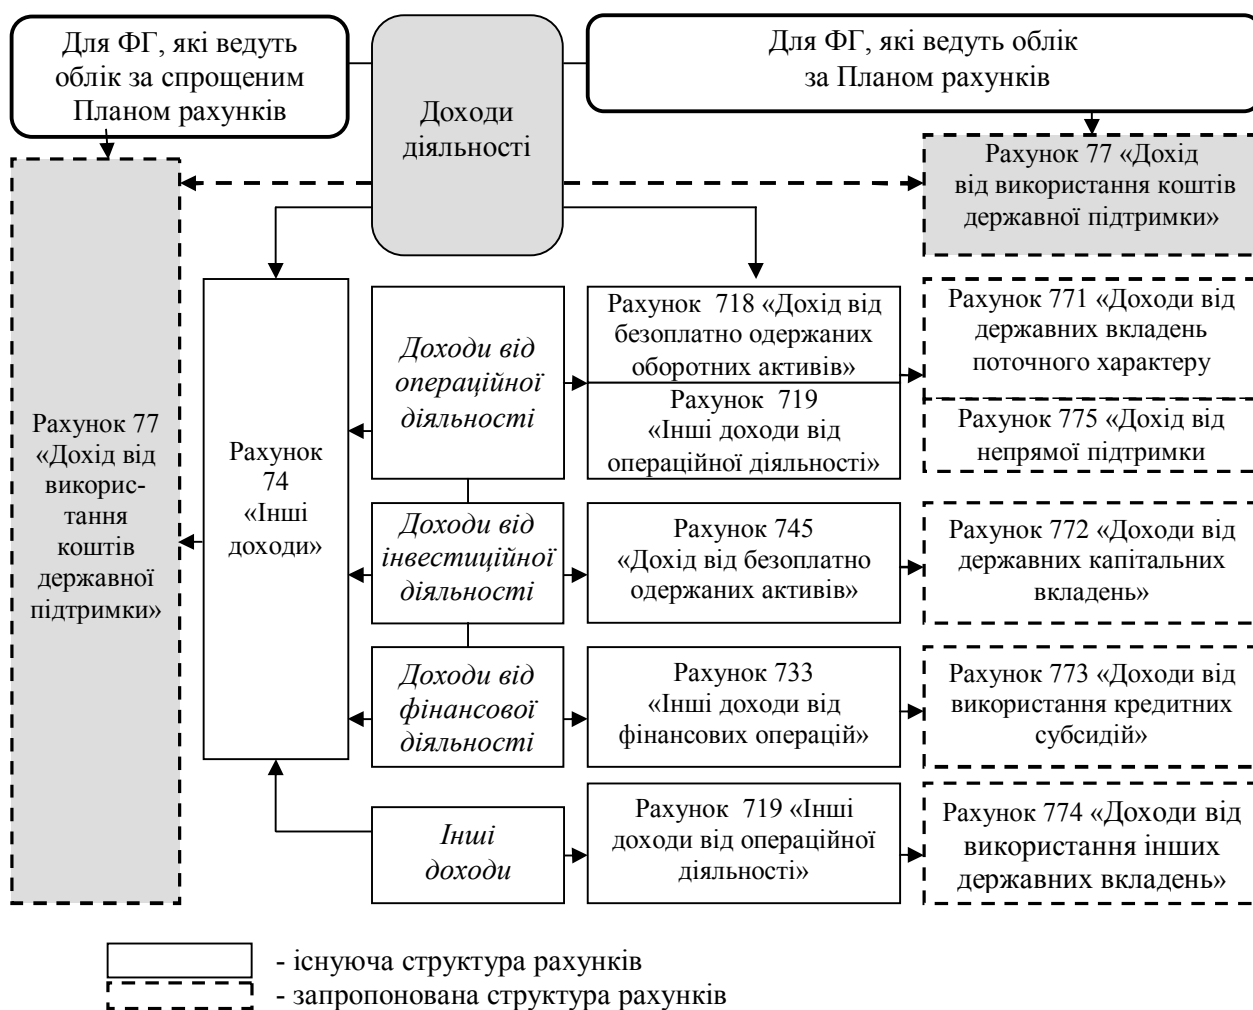 Для ФГ, які ведуть
облік за спрощеним
Планом рахунків
Доходи
діяльності
Для ФГ, які ведуть облік
за Планом рахунків
Рахунок 77 «Дохід
від використання коштів
державної підтримки»
Рахунок 77
«Дохід від
викорис-
тання
коштів
державної
підтримки»
Рахунок
74
«Інші
доходи»
Доходи від
операційної
діяльності
Рахунок 718 «Дохід від
безоплатно одержаних
оборотних активів»
Рахунок 719
«Інші доходи від
операційної діяльності»
Рахунок 771 «Доходи від
державних вкладень
поточного характеру
Рахунок 775 «Дохід від
непрямої підтримки
Доходи від
інвестиційної
діяльності
Рахунок 745
«Дохід від безоплатно
одержаних активів»
Рахунок 772 «Доходи від
державних капітальних
вкладень»
Доходи від
фінансової
діяльності
Рахунок 733
«Інші доходи від
фінансових операцій»
Рахунок 773 «Доходи від
використання кредитних
субсидій»
Інші
доходи
Рахунок 719 «Інші
доходи від операційної
діяльності»
Рахунок 774 «Доходи від
використання інших
державних вкладень»
- існуюча структура рахунків
- запропонована структура рахунків